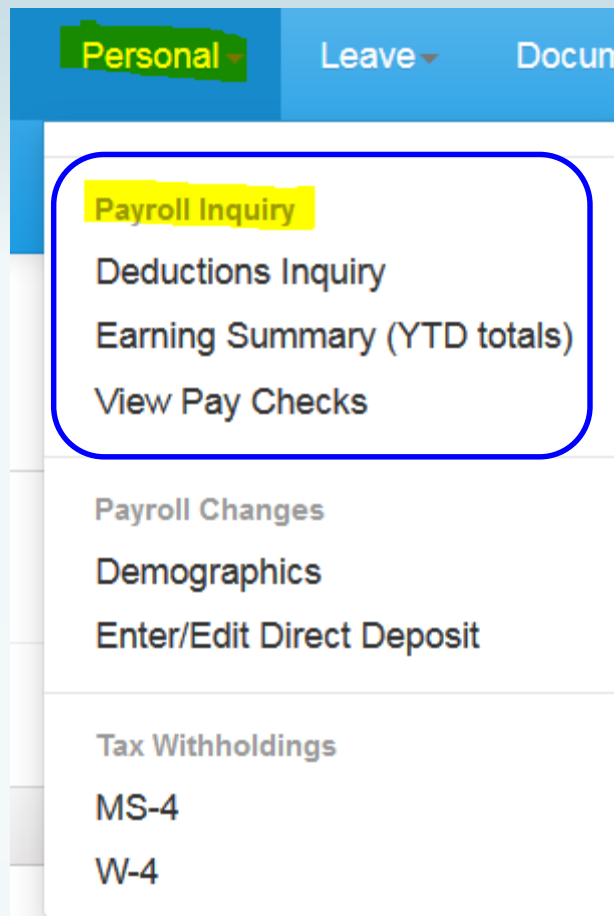 Personal Leave Docum
Payroll Inquiry
Deductions Inquiry
Earning Summary (YTD totals)
View Pay Checks
Payroll Changes
Demographics
Enter/Edit Direct Deposit
Tax Withholdings
MS-4
W-4